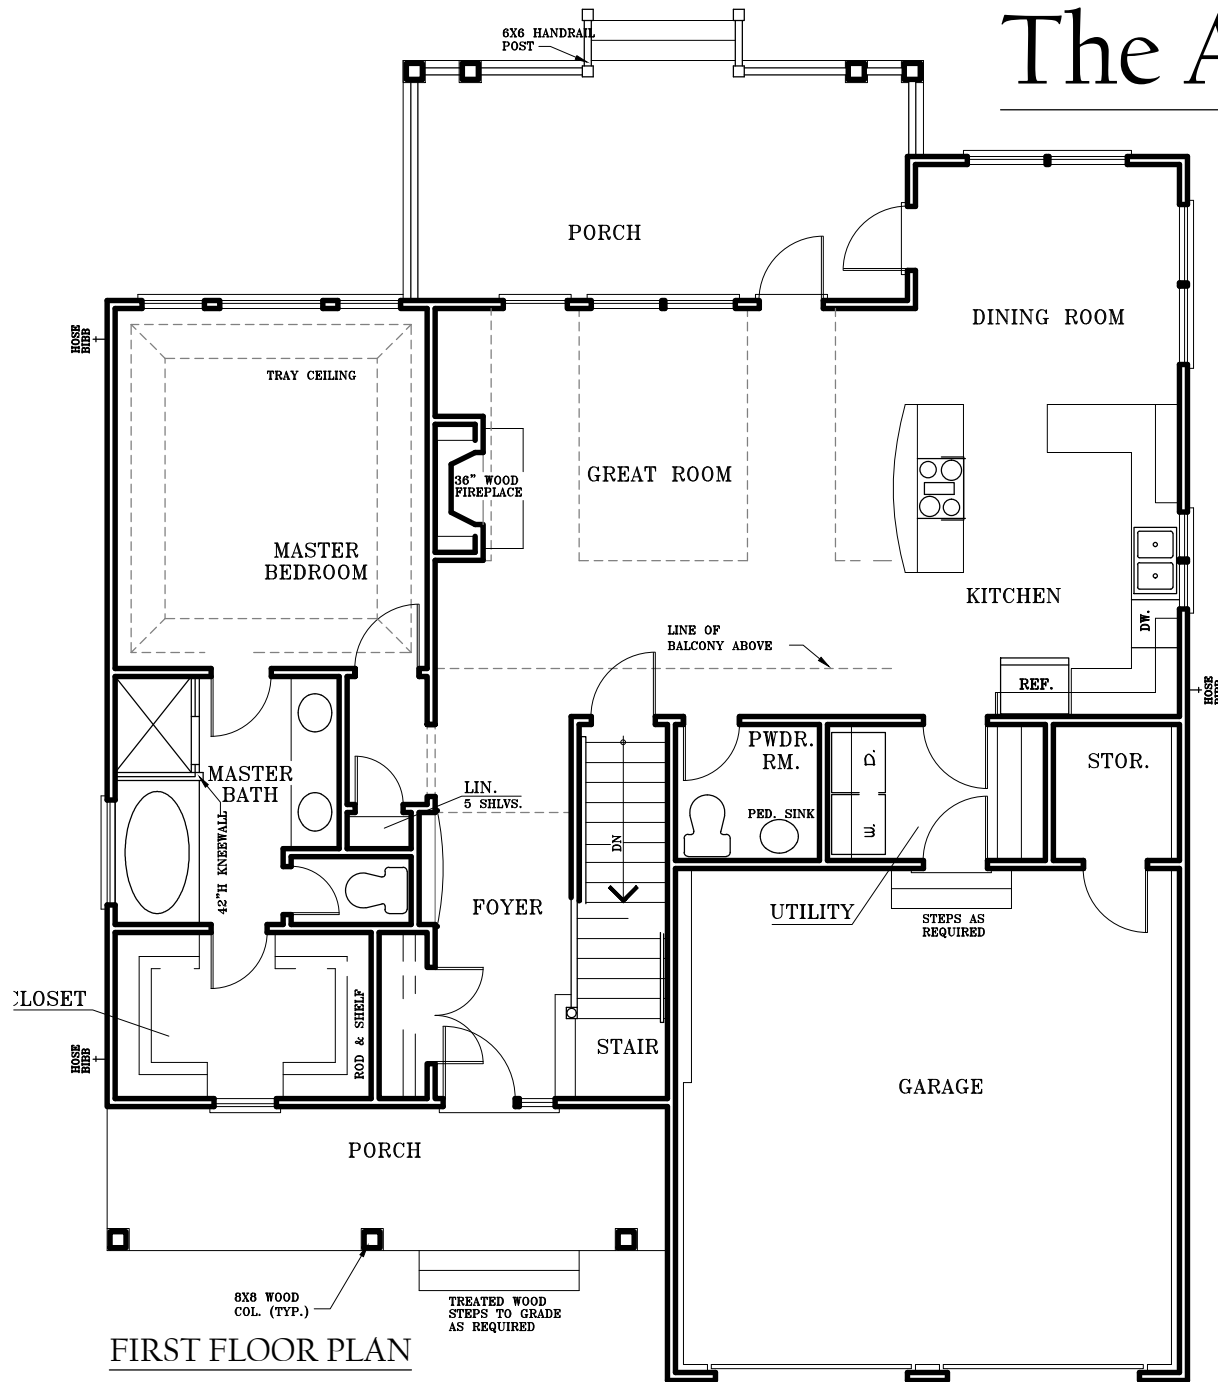 The A
6X6 HANDRAIL
POST
PORCH
DINING ROOM
HOSE
BIBB
TRAY CEILING
GREAT ROOM
36" WOOD
FIREPLACE
MASTER
BEDROOM
KITCHEN
DW.
LINE OF
BALCONY ABOVE
REF.
HOSE
BIBB
PWDR.
RM.
D.
STOR.
MASTER
BATH
LIN.
5 SHLVS.
PED. SINK
W.
DN
42"H KNEEWALL
FOYER
UTILITY
STEPS AS
REQUIRED
CLOSET
ROD & SHELF
HOSE
BIBB
STAIR
GARAGE
PORCH
8X8 WOOD
COL. (TYP.)
TREATED WOOD
STEPS TO GRADE
AS REQUIRED
FIRST FLOOR PLAN